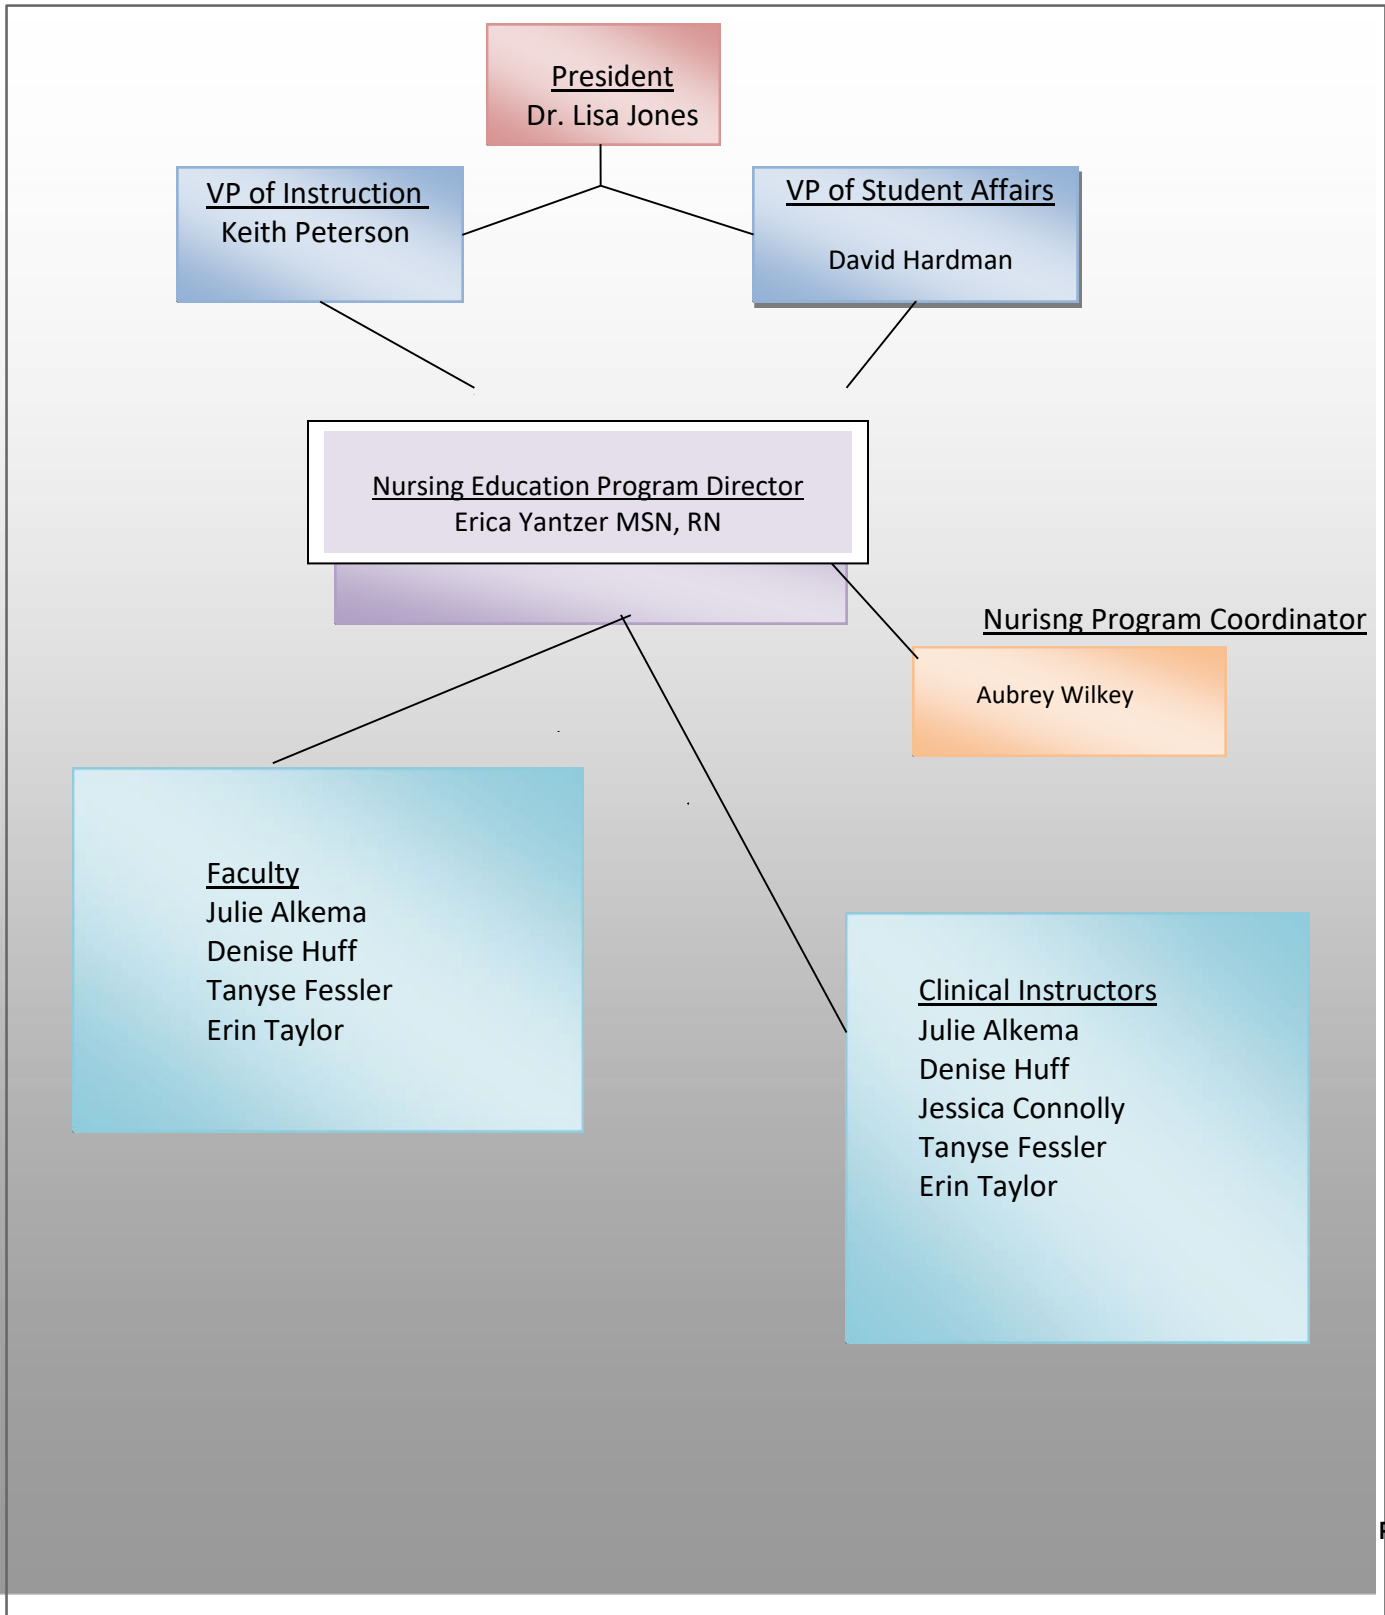 President
Dr. Lisa Jones
VP of Instruction
Keith Peterson
VP of Student Affairs
David Hardman
Nursing Education Program Director
Erica Yantzer MSN, RN
Nurisng Program Coordinator
Aubrey Wilkey
Faculty
Julie Alkema
Denise Huff
Tanyse Fessler
Erin Taylor
Clinical Instructors
Julie Alkema
Denise Huff
Jessica Connolly
Tanyse Fessler
Erin Taylor